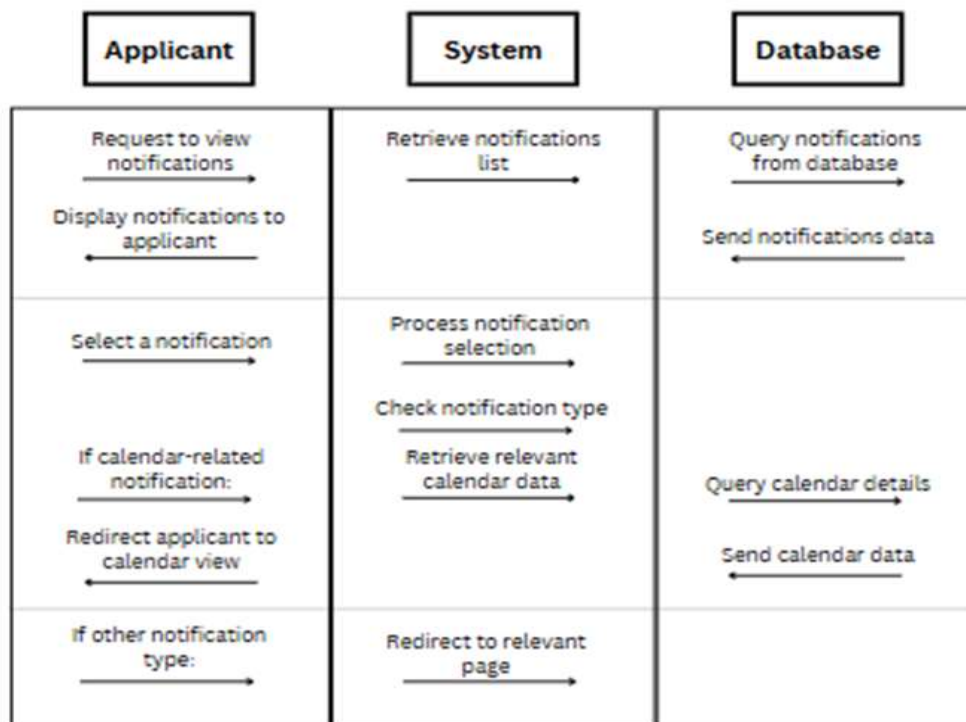 Applicant
System
Database
Request to view
notifications
Retrieve notifications
list
Query notifications
from database
Display notifications to
applicant
Send notifications data
Select a notification
Process notification
selection
Check notification type
If calendar-related
notification:
Retrieve relevant
calendar data
Query calendar details
Redirect applicant to
calendar view
Send calendar data
If other notification
type:
Redirect to relevant
page